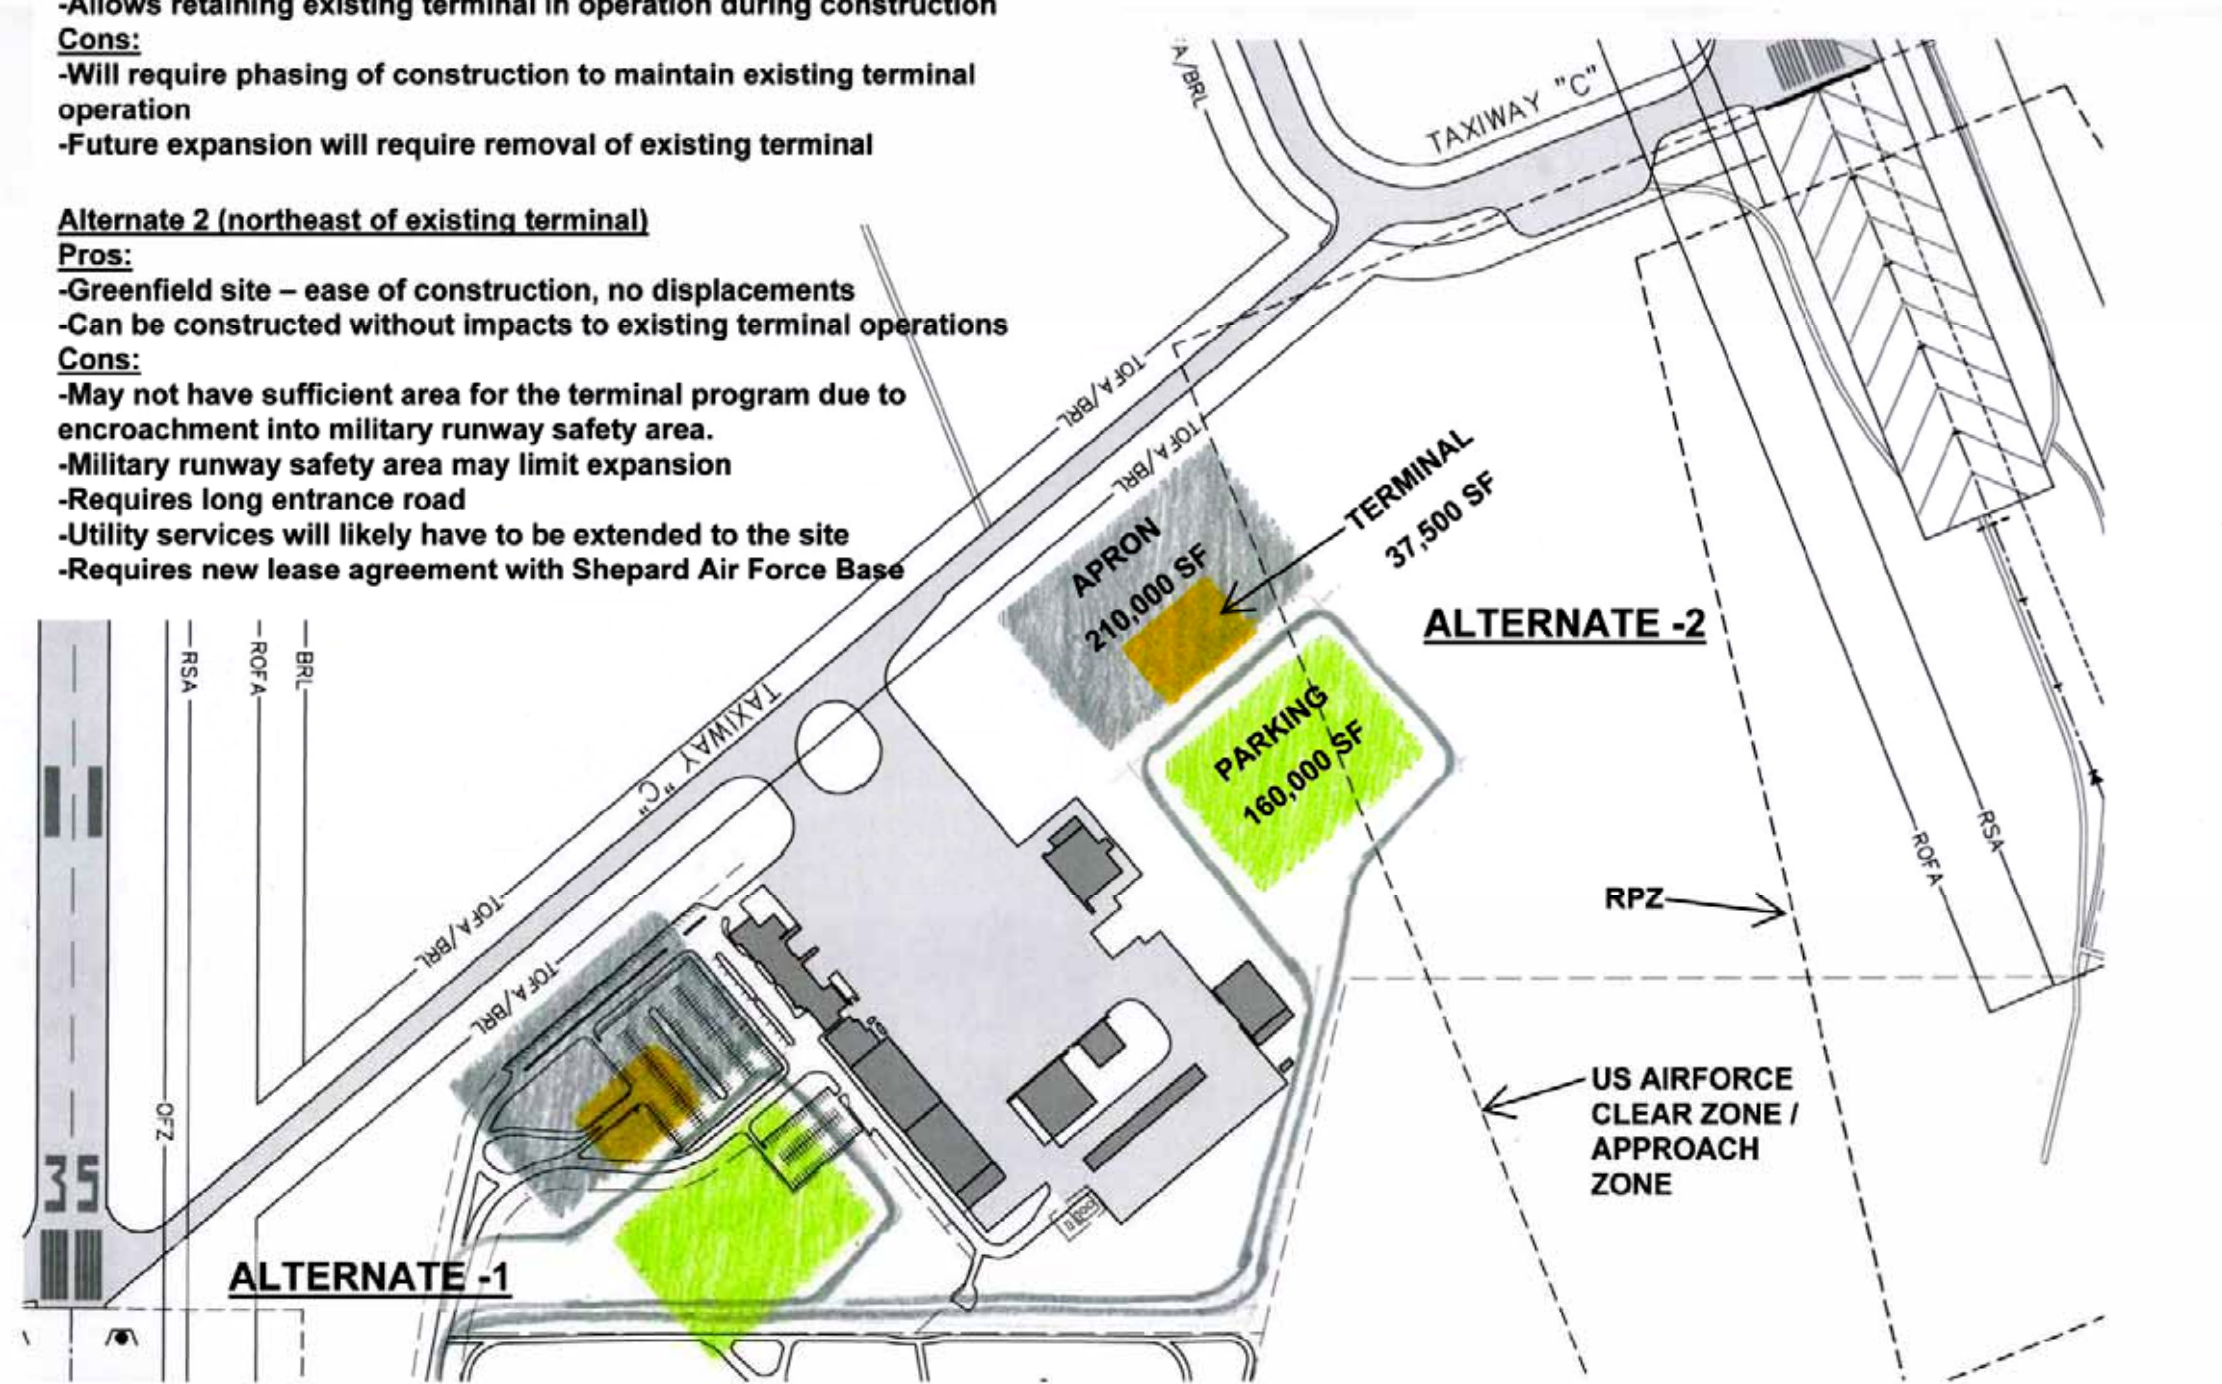 -Allows retaining existing terminal in operation during construction
Cons:
-Will require phasing of construction to maintain existing terminal
operation
-Future expansion will require removal of existing terminal
Alternate 2 (northeast of existing terminal)
Pros:
-Greenfield site – ease of construction, no displacements
-Can be constructed without impacts to existing terminal operations
Cons:
-May not have sufficient area for the terminal program due to
encroachment into military runway safety area.
-Military runway safety area may limit expansion
-Requires long entrance road
-Utility services will likely have to be extended to the site
-Requires new lease agreement with Shepard Air Force Base
A/BRL
TAXIWAY "C"
TOFA/BRL
TOFA/BRL
TERMINAL
37,500 SF
APRON
210,000 SF
ALTERNATE -2
PARKING
160,000 SF
RSA
ROFA
BRL
TAXIWAY "C"
TOFA/BRL
TOFA/BRL
ROFA
RSA
RPZ
US AIRFORCE
CLEAR ZONE /
APPROACH
ZONE
OFZ
35
ALTERNATE -1